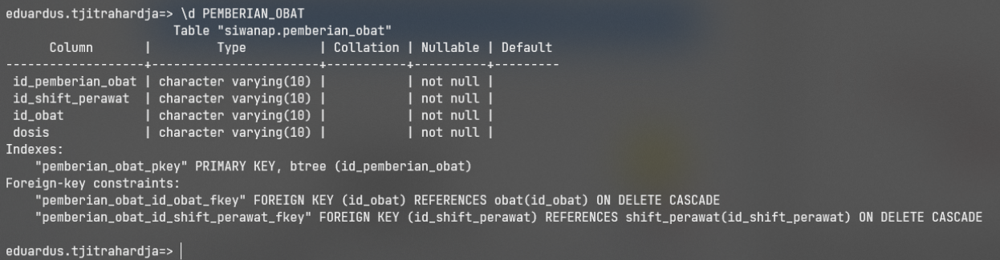 eduardus.tjitrahardja=> \d PEMBERIAN_OBAT
                      Table "siwanap.pemberian_obat"
      Column       |         Type          | Collation | Nullable | Default
-------------------+-----------------------+-----------+----------+---------
 id_pemberian_obat | character varying(10) |           | not null |
 id_shift_perawat  | character varying(10) |           | not null |
 id_obat           | character varying(10) |           | not null |
 dosis             | character varying(10) |           | not null |
Indexes:
    "pemberian_obat_pkey" PRIMARY KEY, btree (id_pemberian_obat)
Foreign-key constraints:
    "pemberian_obat_id_obat_fkey" FOREIGN KEY (id_obat) REFERENCES obat(id_obat) ON DELETE CASCADE
    "pemberian_obat_id_shift_perawat_fkey" FOREIGN KEY (id_shift_perawat) REFERENCES shift_perawat(id_shift_perawat) ON DELETE CASCADE

eduardus.tjitrahardja=>